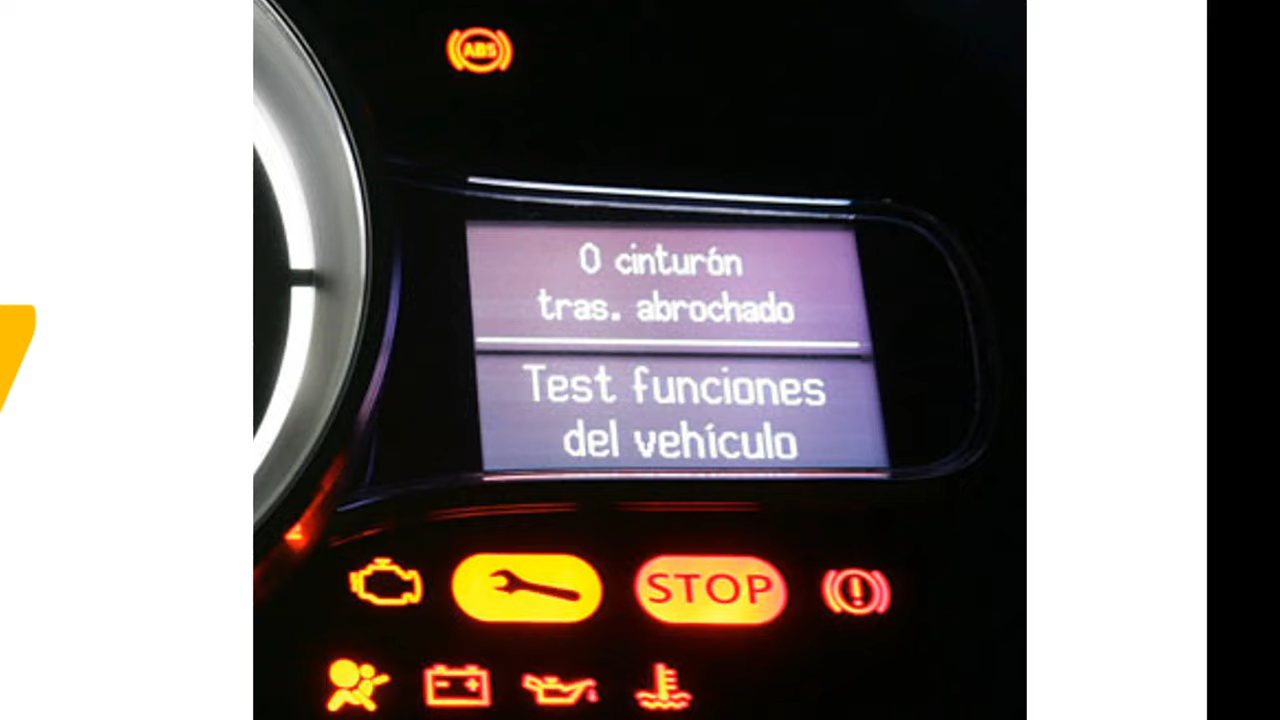 ABS
0 cinturón
tras. abrochado
Test funciones
del vehículo
STOP